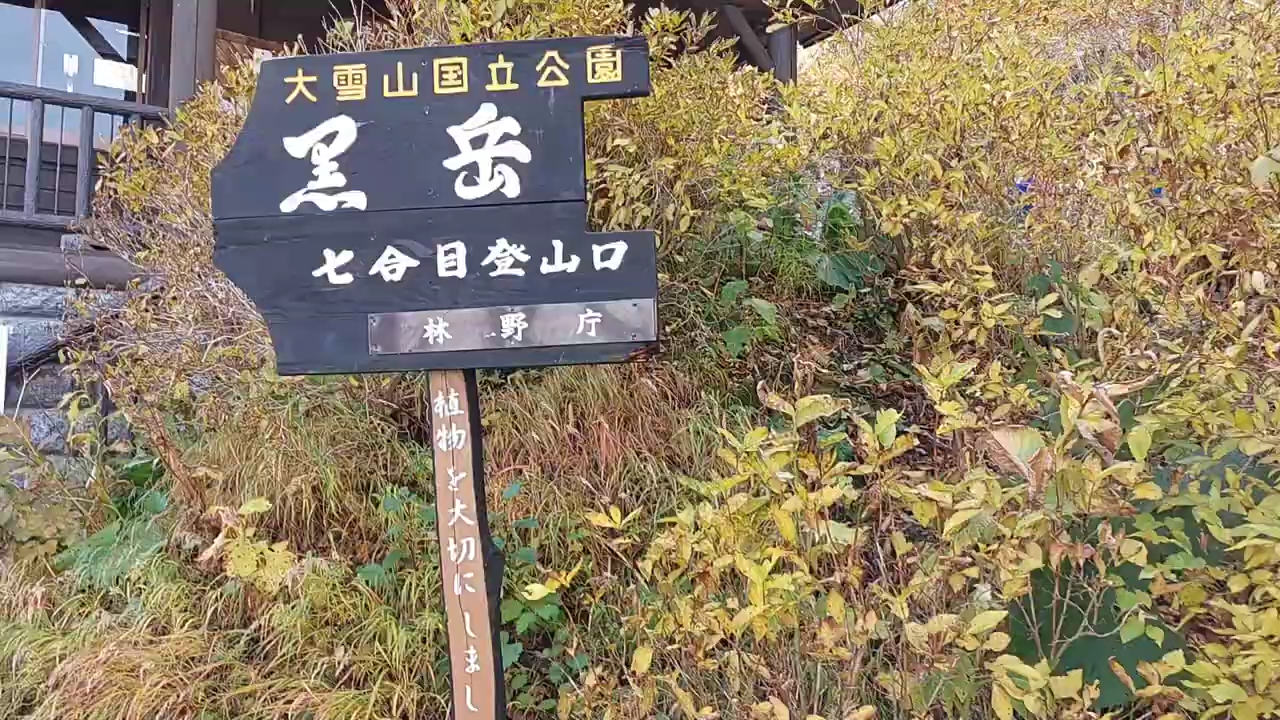 大雪山国立公園
黒岳
七合目登山口
林野庁
植物を大切にしまし